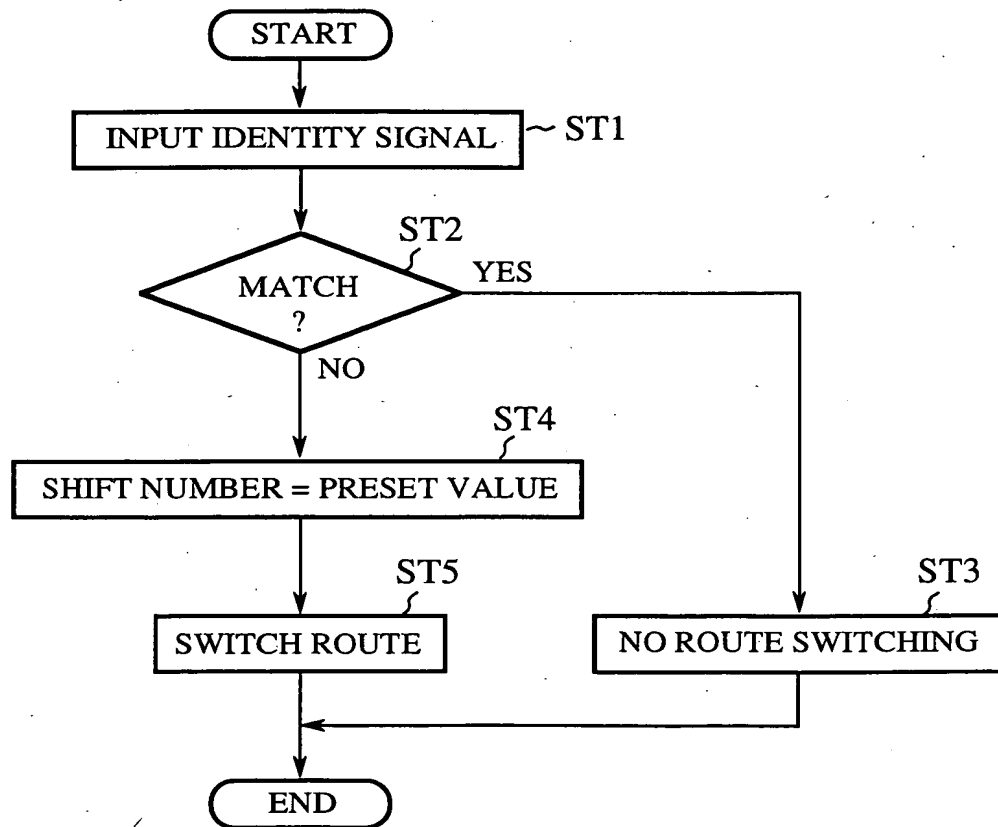 START
INPUT IDENTITY SIGNAL
ST1
ST2
MATCH
?
YES
NO
ST4
SHIFT NUMBER = PRESET VALUE
ST5
SWITCH ROUTE
ST3
NO ROUTE SWITCHING
END